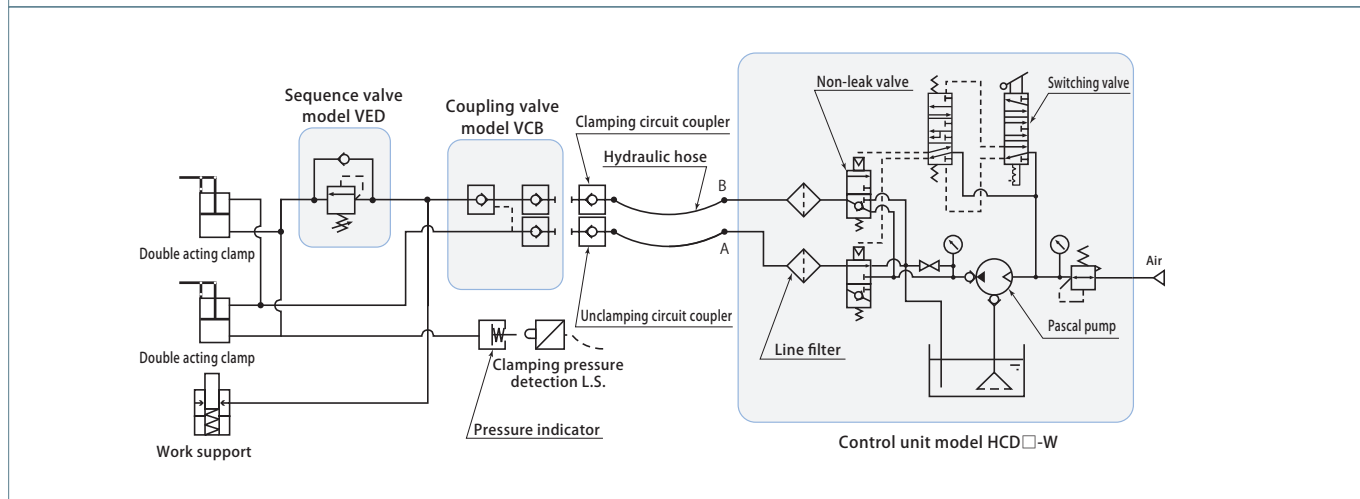 Sequence valve
model VED
Coupling valve
model VCB
Clamping circuit coupler
Hydraulic hose
B
A
Non-leak valve
Switching valve
Double acting clamp
Double acting clamp
Unclamping circuit coupler
Air
Pascal pump
Line filter
Clamping pressure
detection L.S.
Pressure indicator
Work support
Control unit model HCD□-W